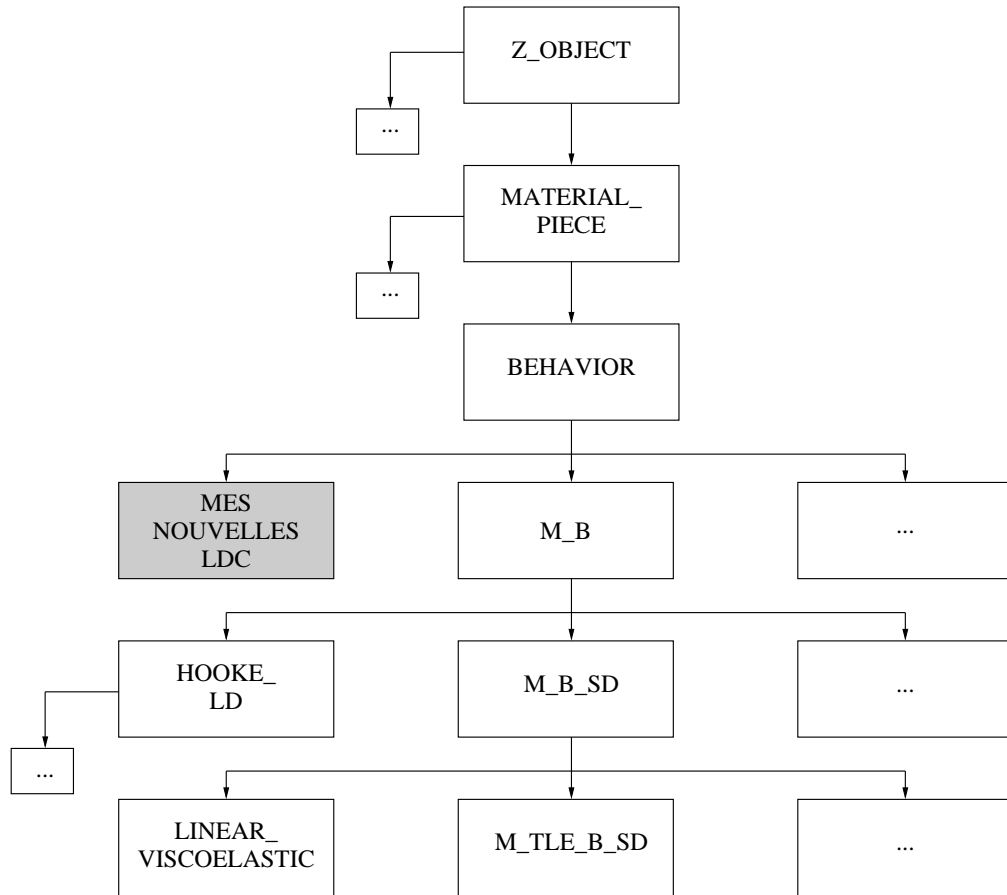 Z_OBJECT
...
MATERIAL_
PIECE
...
BEHAVIOR
MES
NOUVELLES
LDC
M_B
...
HOOKE_
LD
M_B_SD
...
...
LINEAR_
VISCOELASTIC
M_TLE_B_SD
...